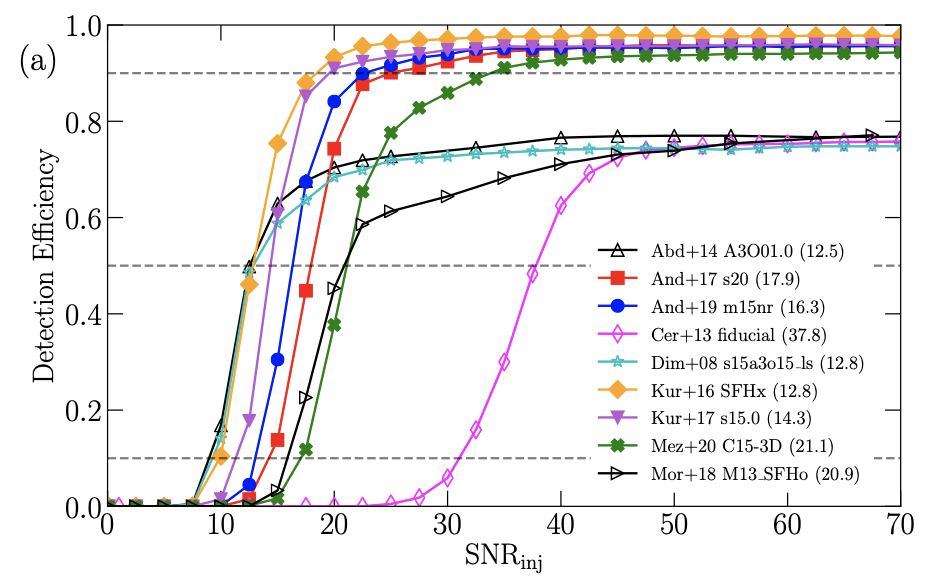 (a)
1.0
0.8
0.6
0.4
0.2
0.0
Detection Efficiency
Abd+14 A3O01.0 (12.5)
And+17 s20 (17.9)
And+19 m15nr (16.3)
Cer+13 fiducial (37.8)
Dim+08 s15a3o15_ls (12.8)
Kur+16 SFHx (12.8)
Kur+17 s15.0 (14.3)
Mez+20 C15-3D (21.1)
Mor+18 M13_SFHo (20.9)
0 10 20 30 40 50 60 70
SNRinj